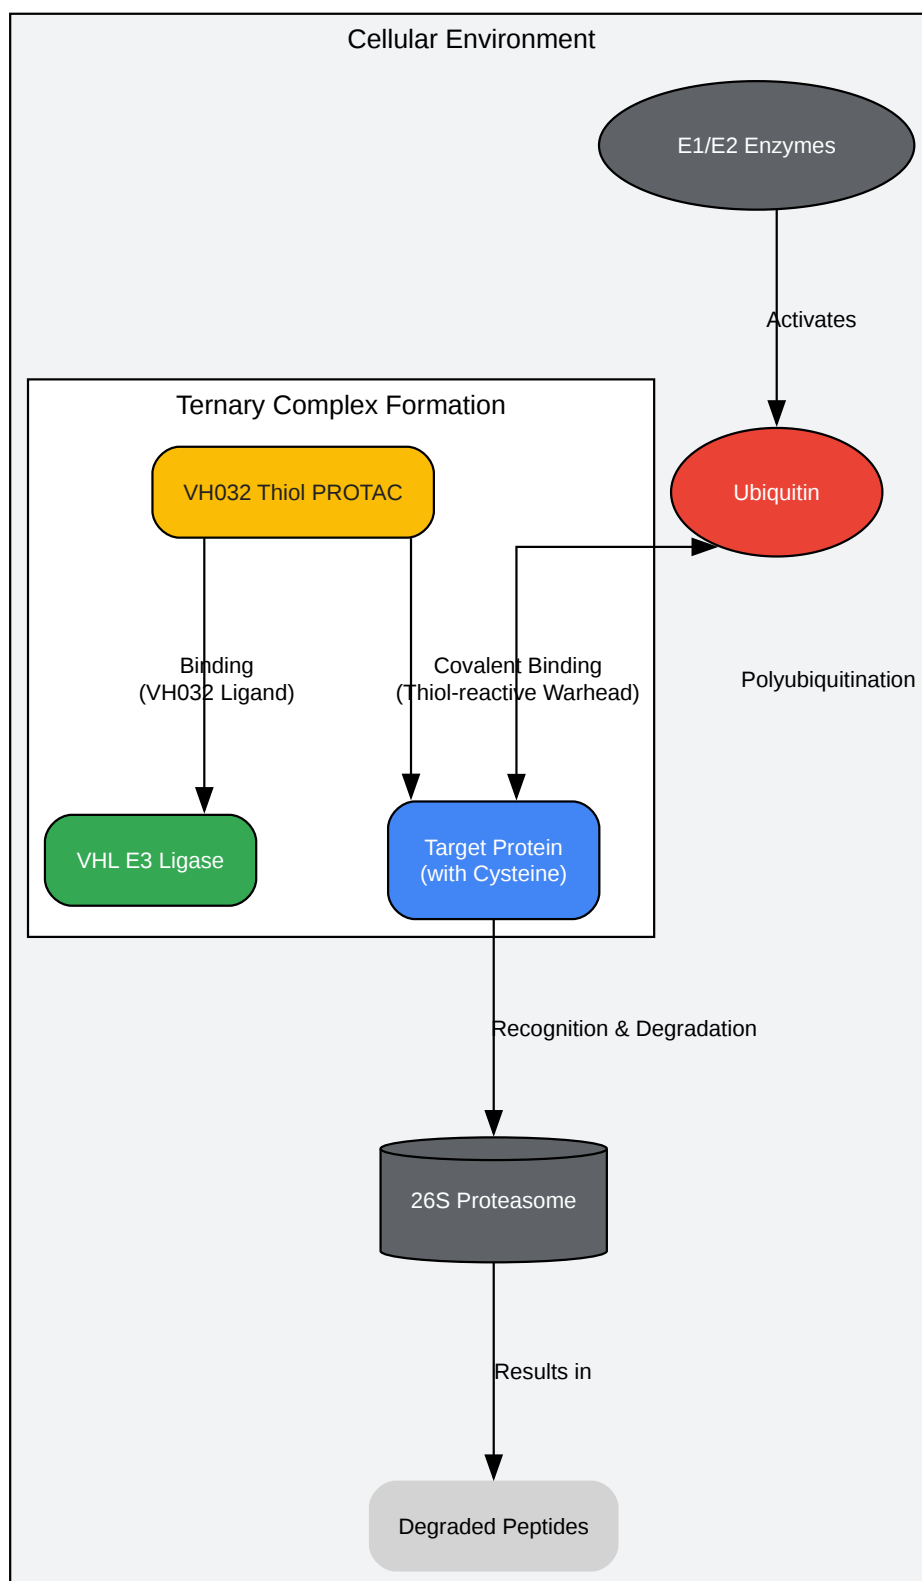 Cellular Environment
E1/E2 Enzymes
Activates
Ternary Complex Formation
VH032 Thiol PROTAC
Ubiquitin
Binding
(VH032 Ligand)
Covalent Binding
(Thiol-reactive Warhead)
Polyubiquitination
VHL E3 Ligase
Target Protein
(with Cysteine)
Recognition & Degradation
26S Proteasome
Results in
Degraded Peptides